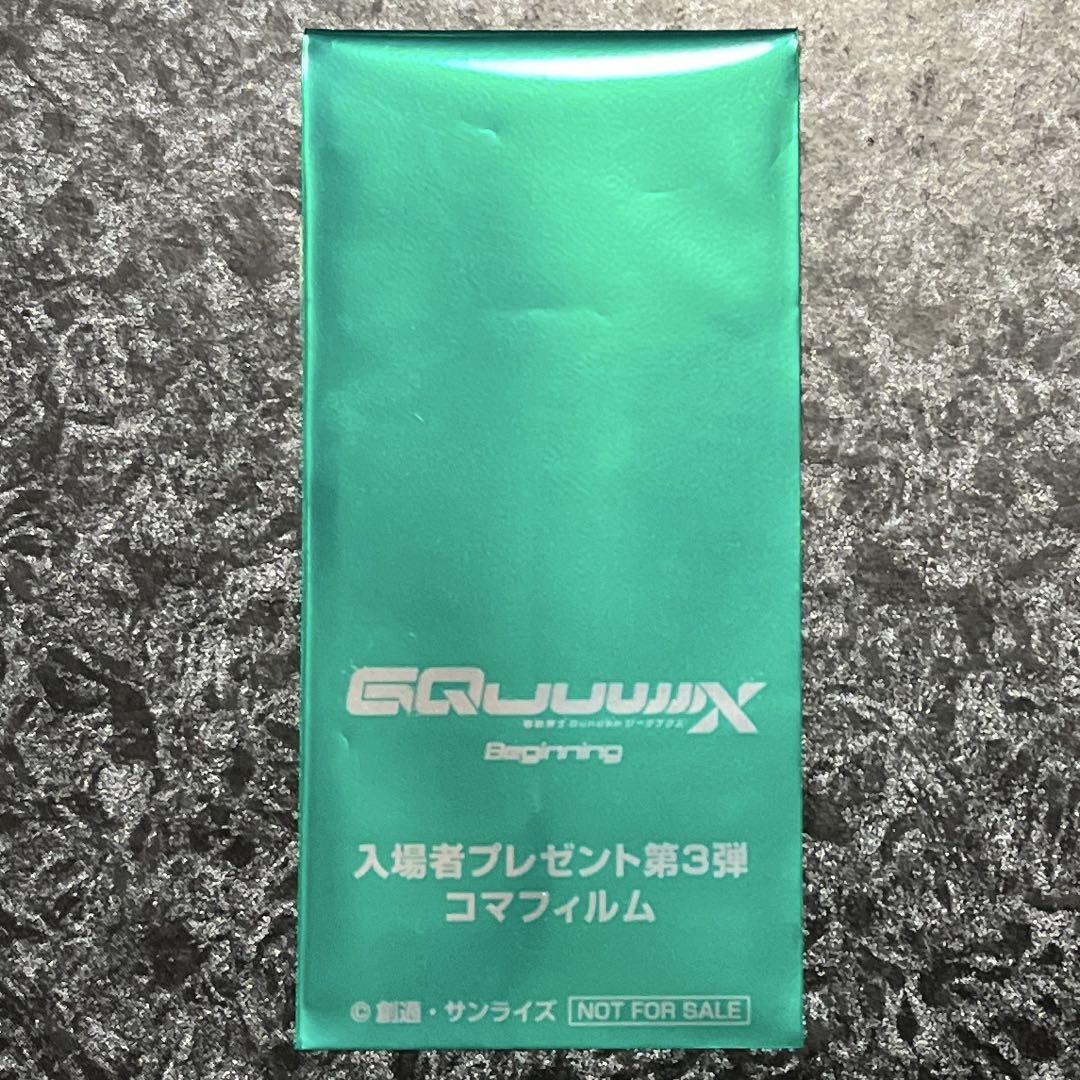 GQuuuuuuX
機動戦士Gundam ジークアクス
Beginning
入場者プレゼント第3弾
コマフィルム
© 創通・サンライズ NOT FOR SALE